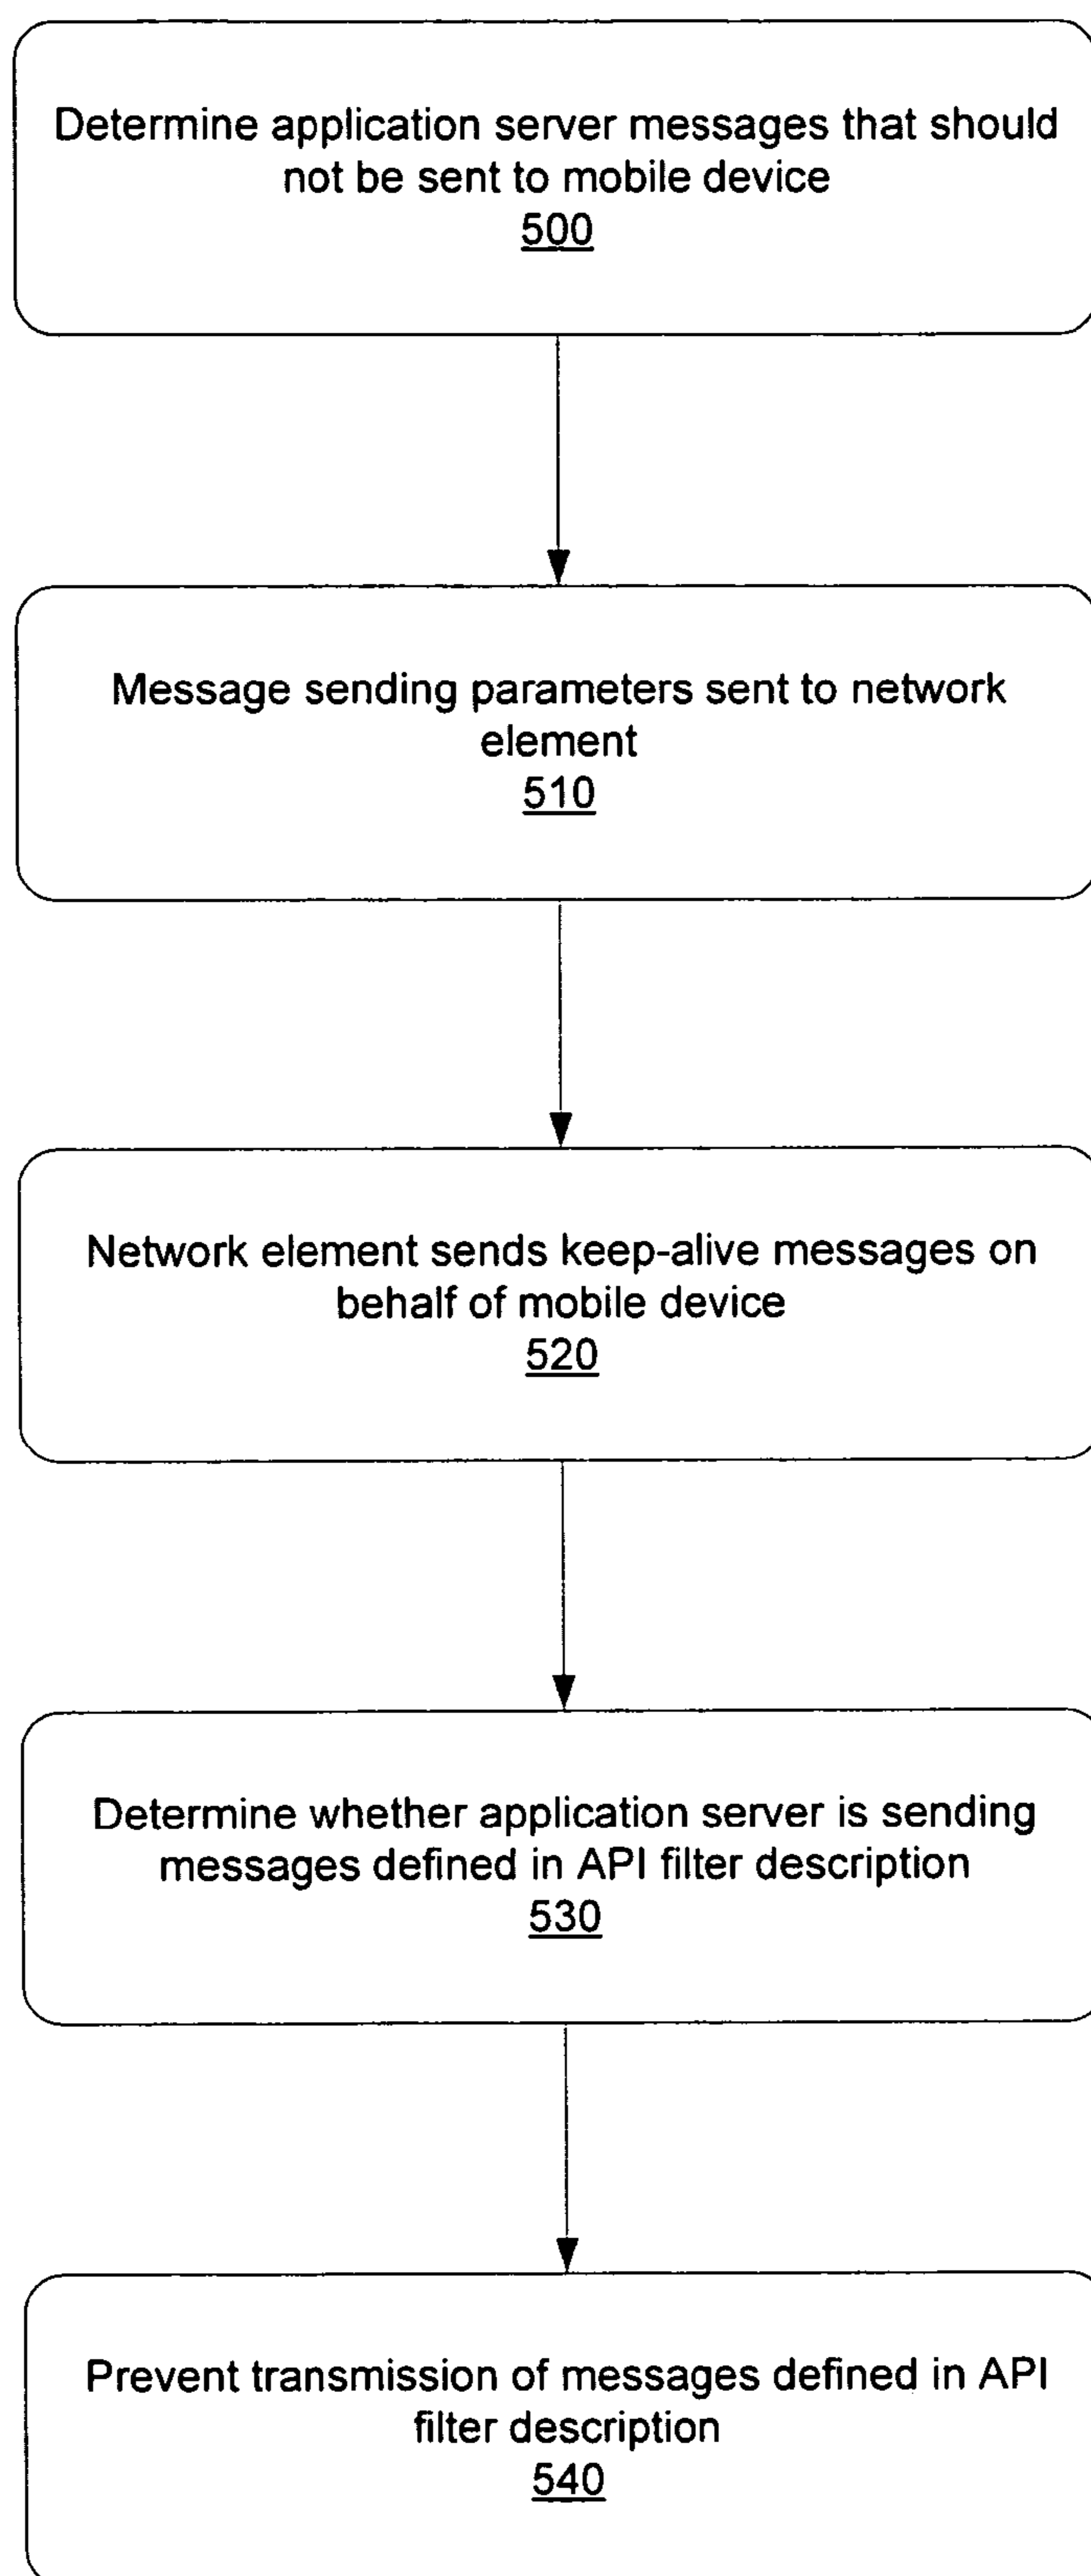 Determine application server messages that should
not be sent to mobile device
500
Message sending parameters sent to network
element
510
Network element sends keep-alive messages on
behalf of mobile device
520
Determine whether application server is sending
messages defined in API filter description
530
Prevent transmission of messages defined in API
filter description
540